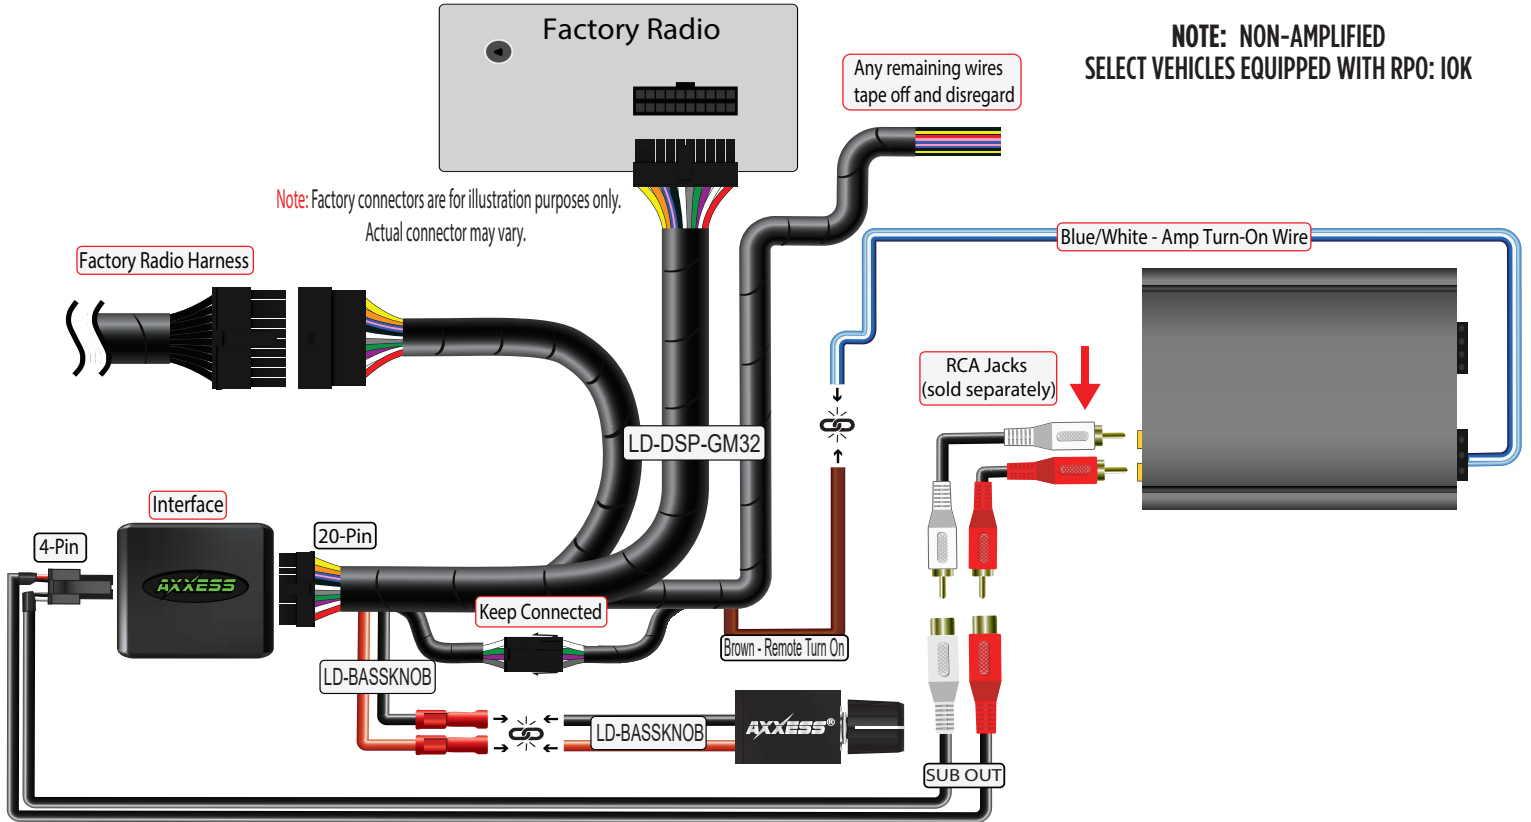 Factory Radio
NOTE: NON-AMPLIFIED
SELECT VEHICLES EQUIPPED WITH RPO: IOK
Any remaining wires
tape off and disregard
Note: Factory connectors are for illustration purposes only.
Actual connector may vary.
Blue/White - Amp Turn-On Wire
Factory Radio Harness
RCA Jacks
(sold separately)
LD-DSP-GM32
Interface
20-Pin
4-Pin
AXXESS
Keep Connected
Brown - Remote Turn On
LD-BASSKNOB
LD-BASSKNOB
AXXESS®
SUB OUT